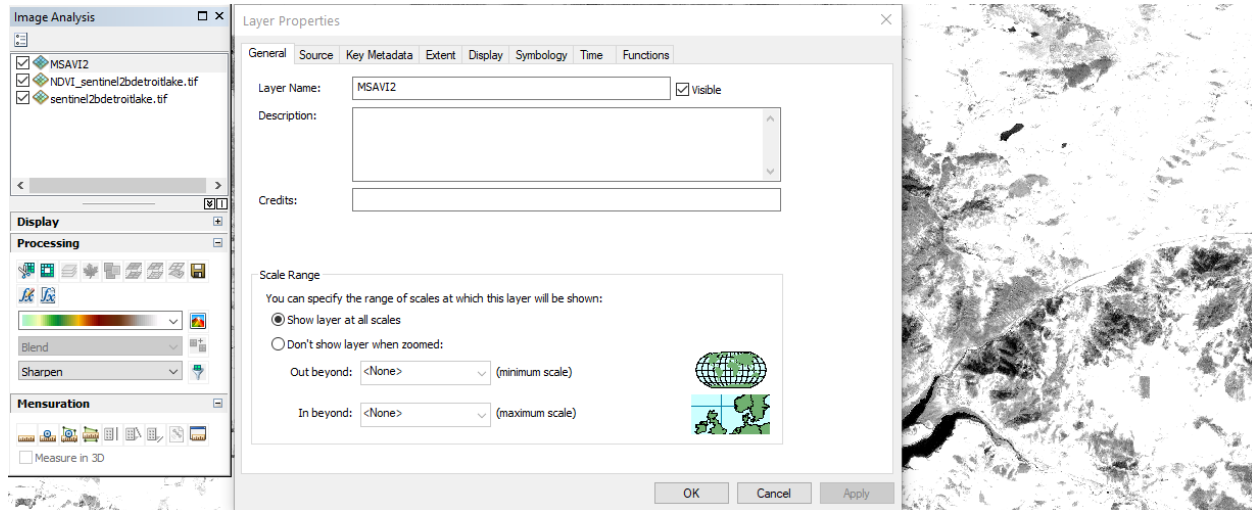 Image Analysis
MSAVI2
NDVI_sentinel2bdetroitlake.tif
sentinel2bdetroitlake.tif
Display
Processing
Blend
Sharpen
Mensuration
Measure in 3D
Layer Properties
General Source Key Metadata Extent Display Symbology Time Functions
Layer Name: MSAVI2 Visible
Description:
Credits:
Scale Range
You can specify the range of scales at which this layer will be shown:
Show layer at all scales
Don't show layer when zoomed:
Out beyond: <None> (minimum scale)
In beyond: <None> (maximum scale)
OK Cancel Apply